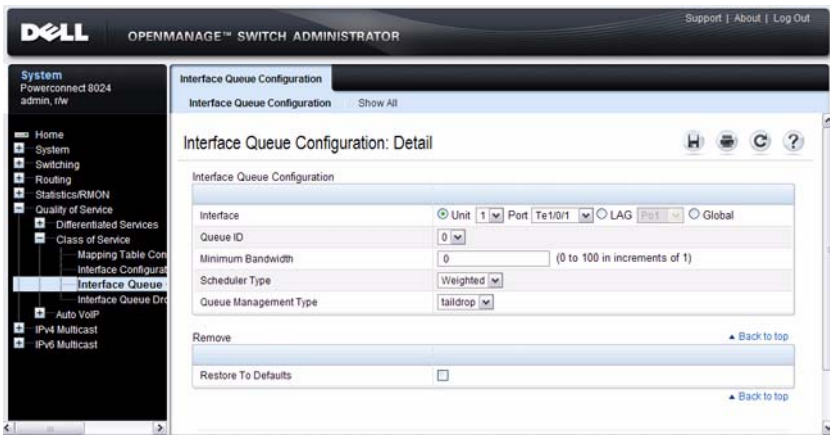 Support | About | Log Out
DELL OPENMANAGE™ SWITCH ADMINISTRATOR
System
Powerconnect 8024
admin, r/w
Home
System
Switching
Routing
Statistics/RMON
Quality of Service
Differentiated Services
Class of Service
Mapping Table Con
Interface Configurat
Interface Queue
Interface Queue Dro
Auto VoIP
IPv4 Multicast
IPv6 Multicast
Interface Queue Configuration
Interface Queue Configuration Show All
Interface Queue Configuration: Detail
Interface Queue Configuration
Interface Unit 1 Port Te1/0/1 LAG Po1 Global
Queue ID 0
Minimum Bandwidth 0 (0 to 100 in increments of 1)
Scheduler Type Weighted
Queue Management Type taildrop
Remove Back to top
Restore To Defaults
Back to top